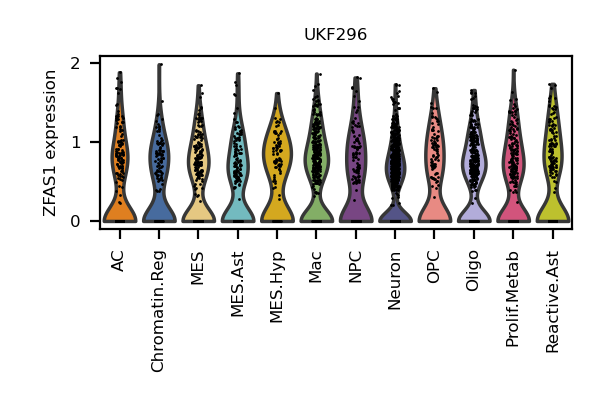 UKF296
ZFAS1 expression
2
1
0
AC
Chromatin.Reg
MES
MES.Ast
MES.Hyp
Mac
NPC
Neuron
OPC
Oligo
Prolif.Metab
Reactive.Ast